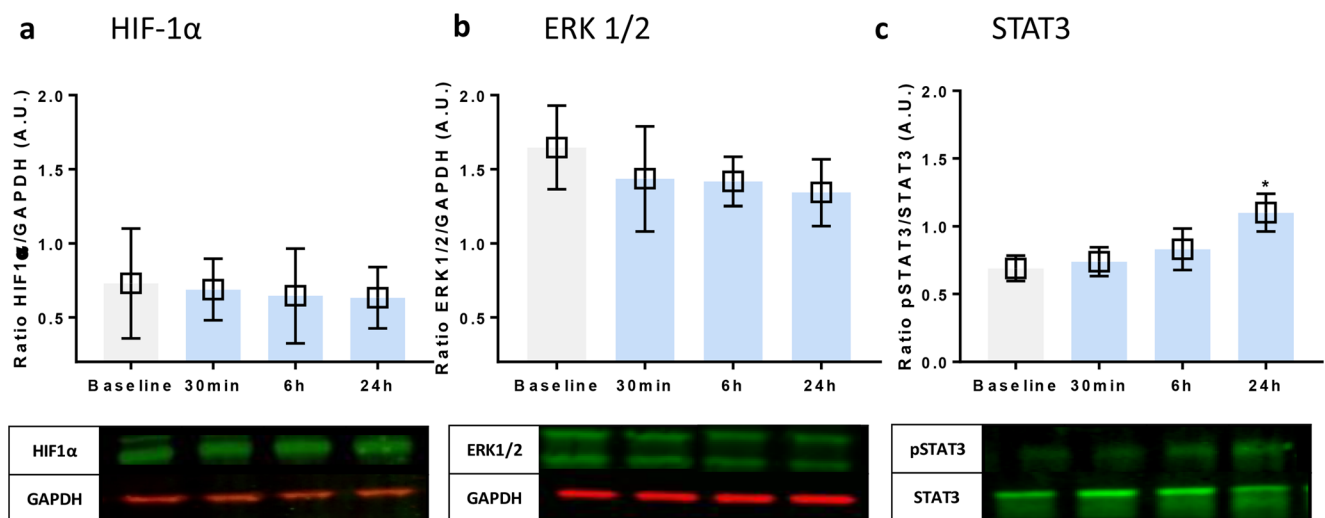 a HIF-1α
Ratio HIF1α/GAPDH (A.U.)
2.0
1.5
1.0
0.5
Baseline 30min 6h 24h
HIF1α
GAPDH
b ERK 1/2
Ratio ERK1/2/GAPDH (A.U.)
2.0
1.5
1.0
0.5
Baseline 30min 6h 24h
ERK1/2
GAPDH
c STAT3
Ratio pSTAT3/STAT3 (A.U.)
2.0
1.5
1.0
0.5
0.0
*
Baseline 30min 6h 24h
pSTAT3
STAT3